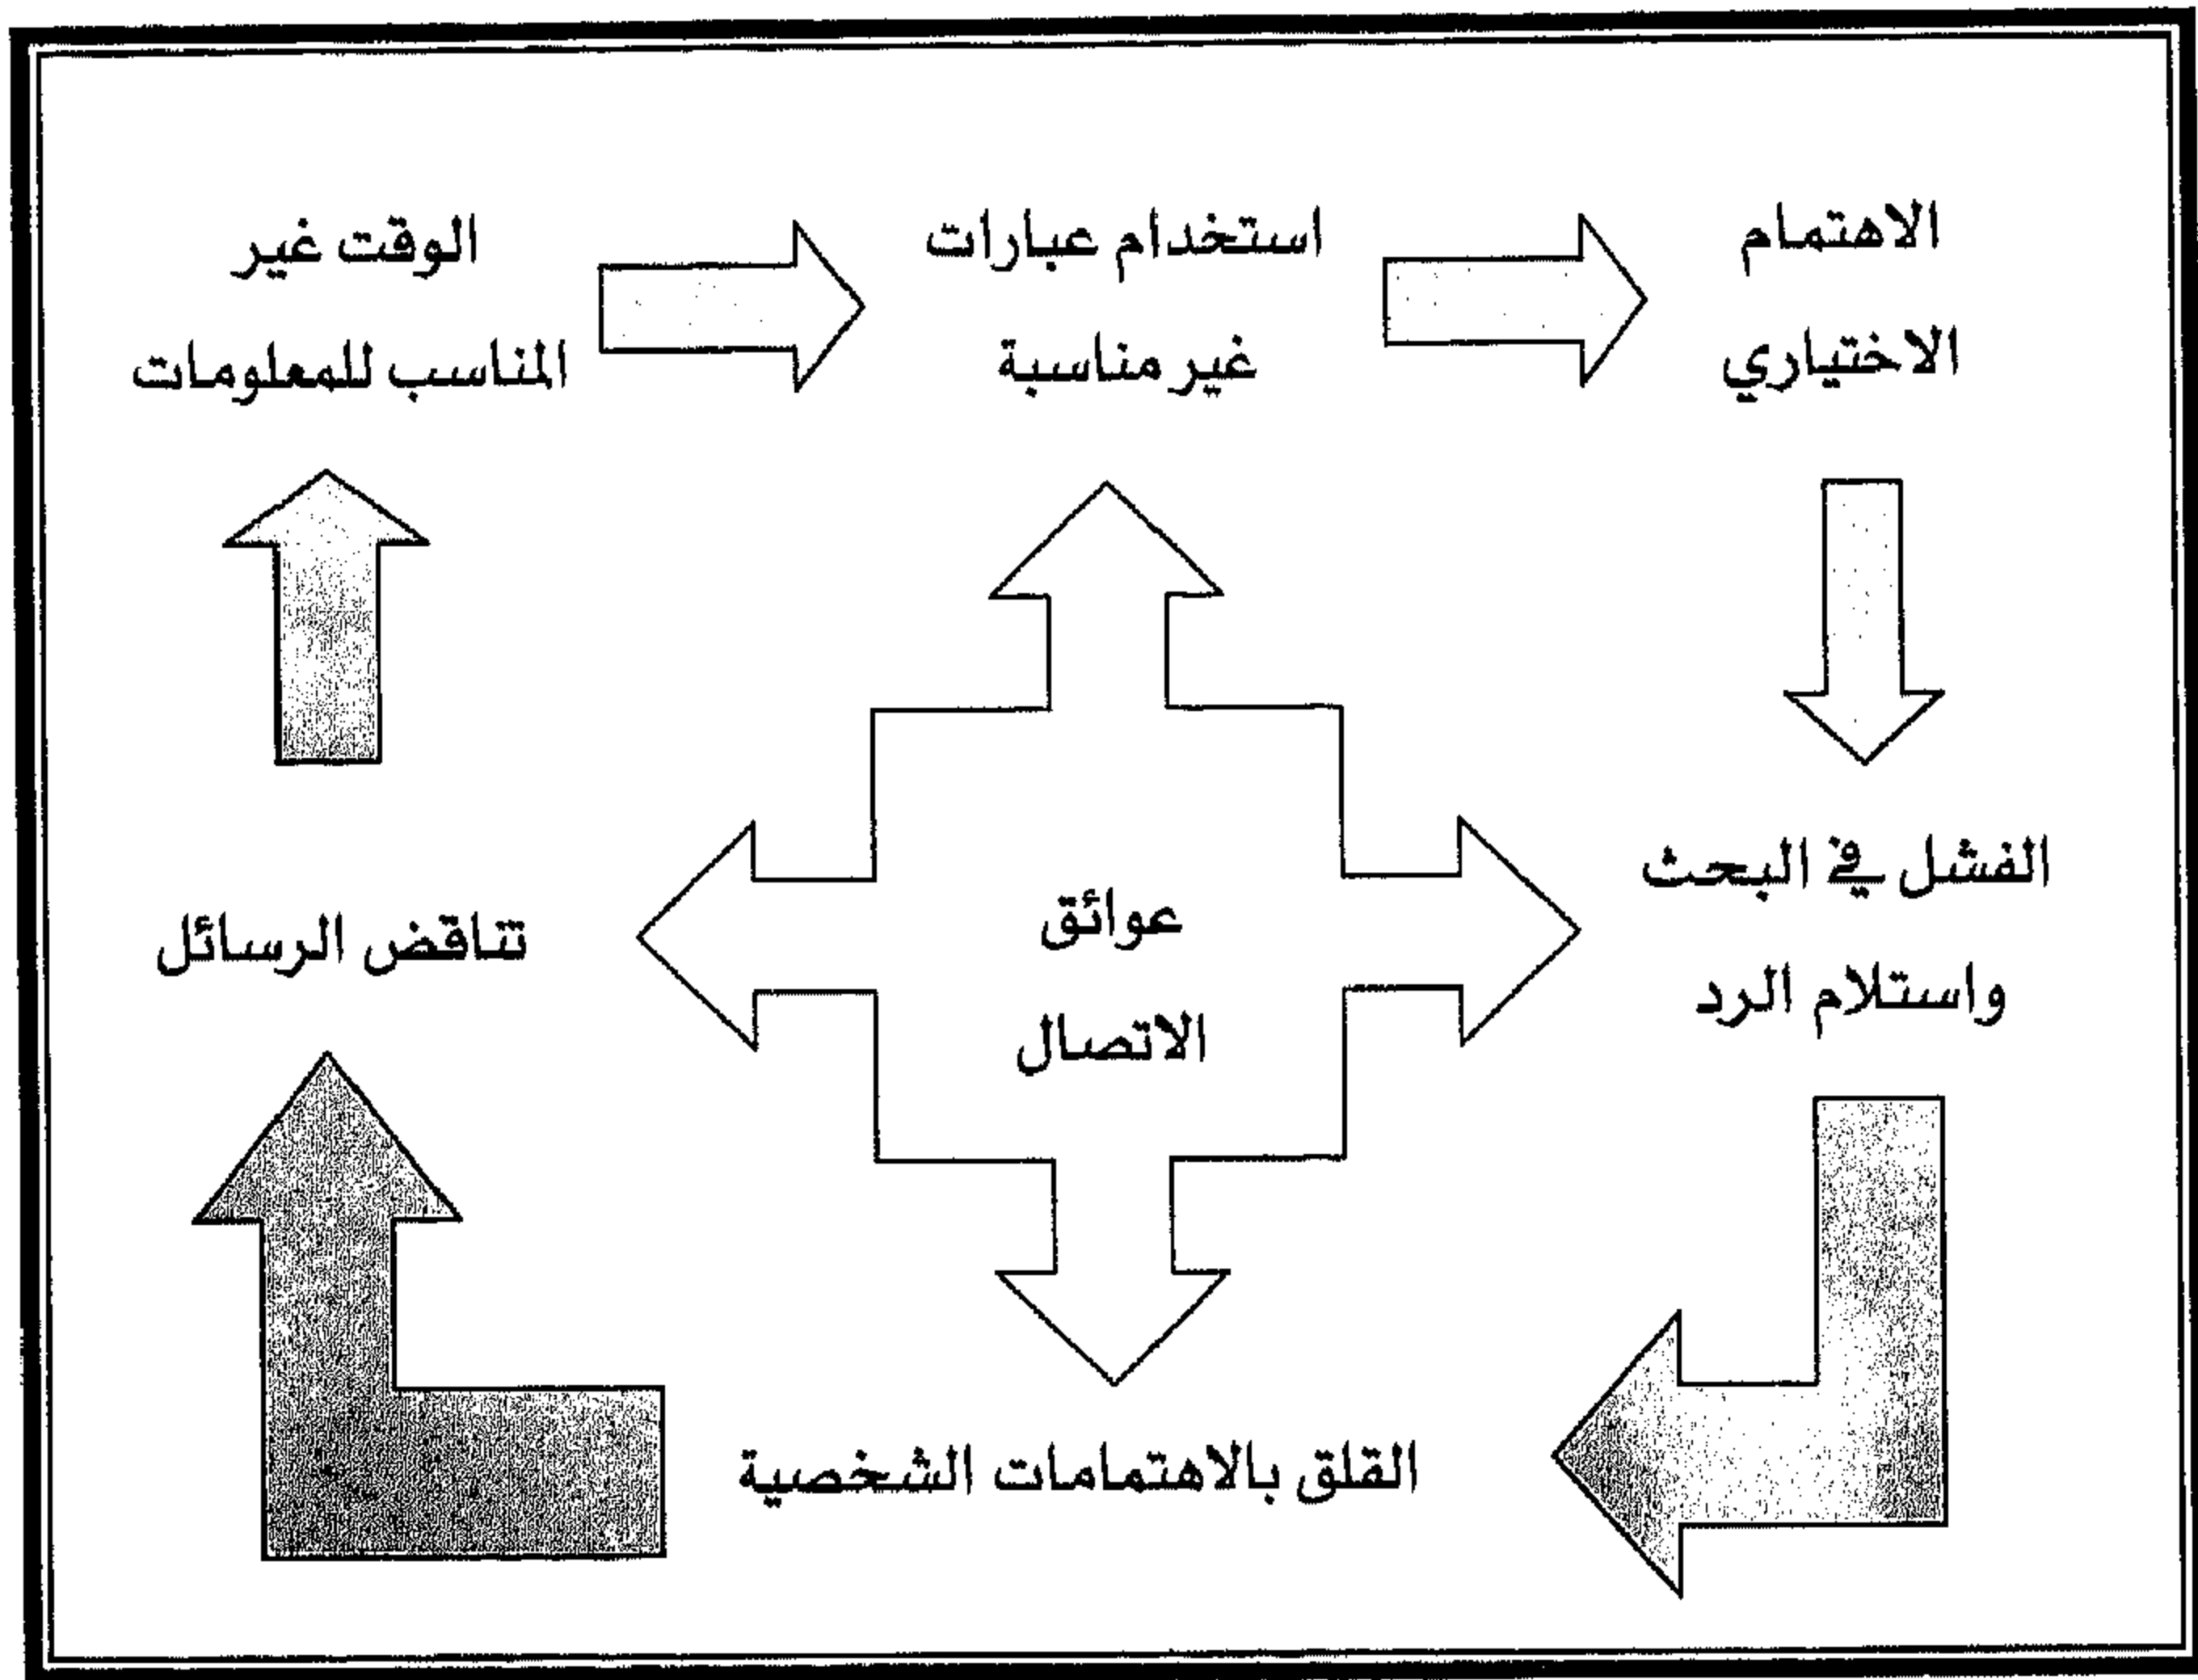 الاهتمام
الاختياري
استخدام عبارات
غير مناسبة
الوقت غير
المناسب للمعلومات
الفشل في البحث
واستلام الرد
عوائق
الاتصال
تناقض الرسائل
القلق بالاهتمامات الشخصية